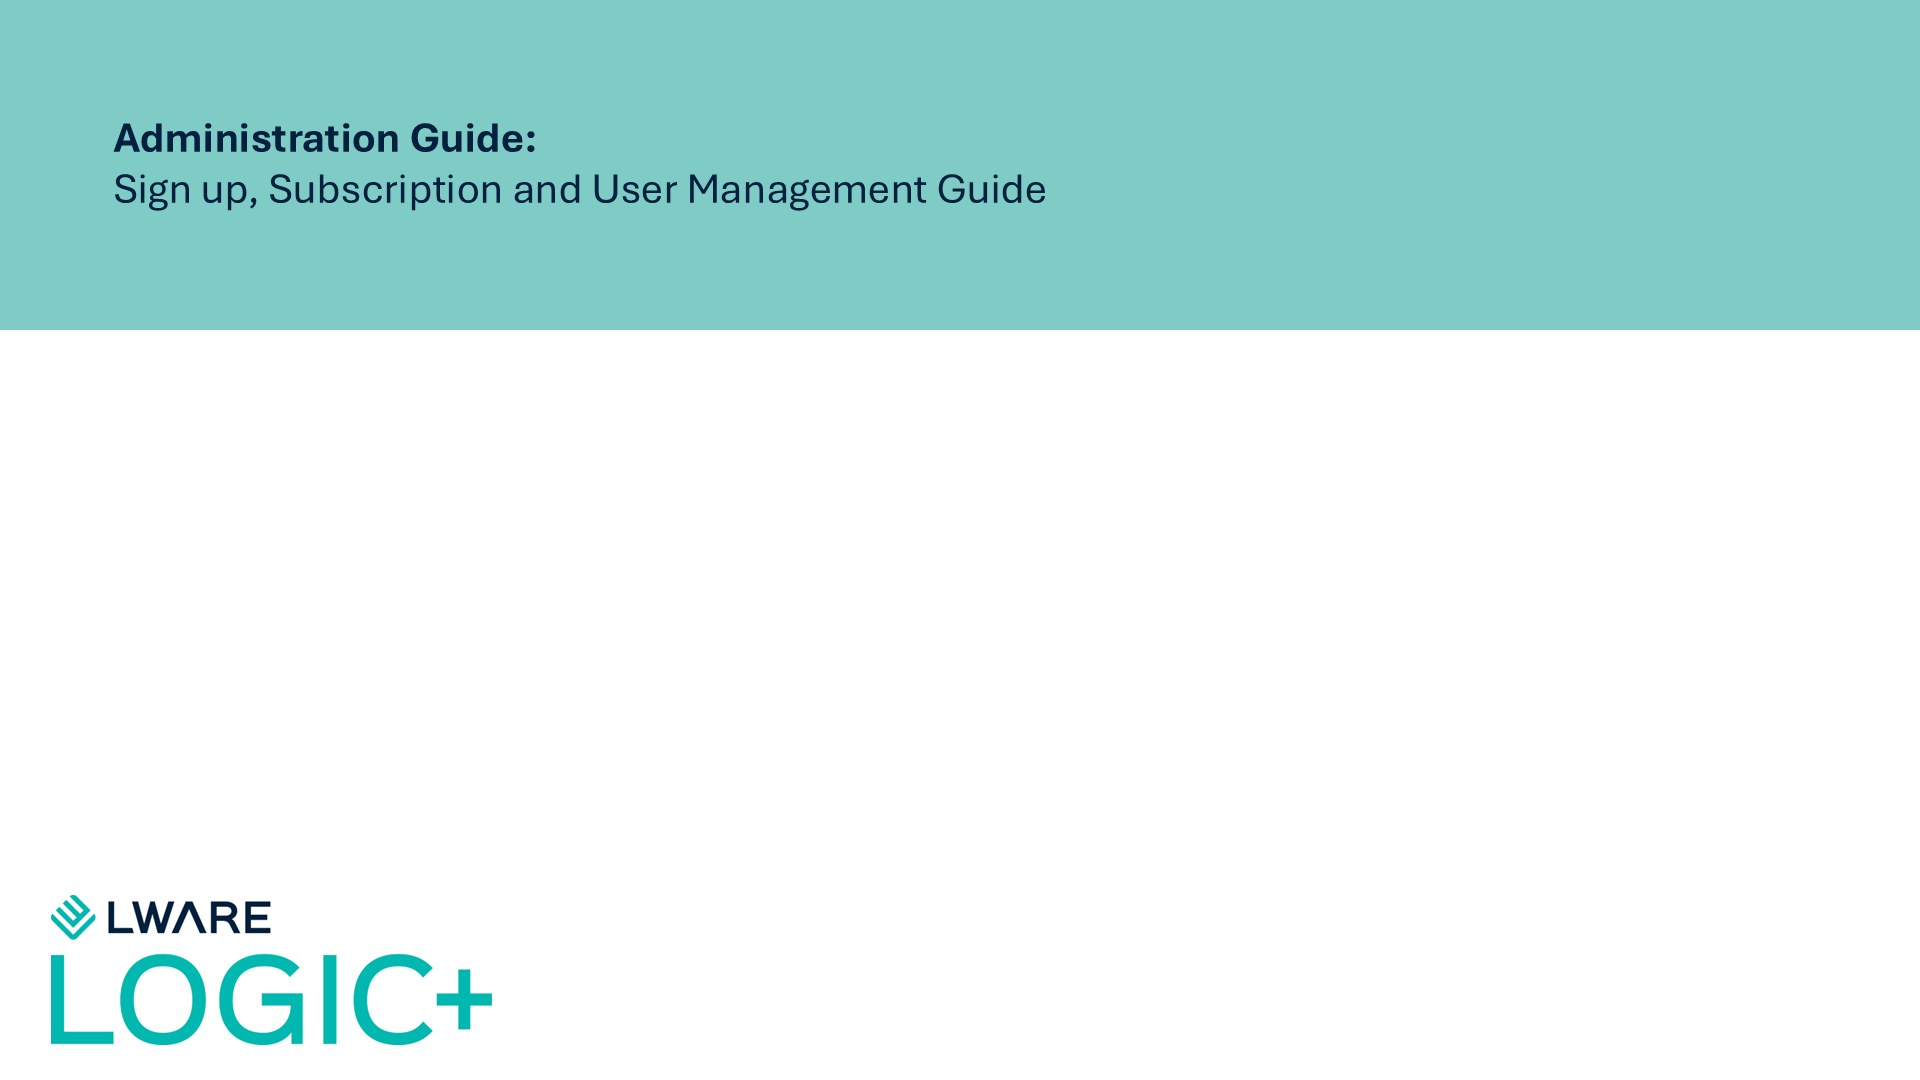 Administration Guide:
Sign up, Subscription and User Management Guide
LWARE
LOGIC+